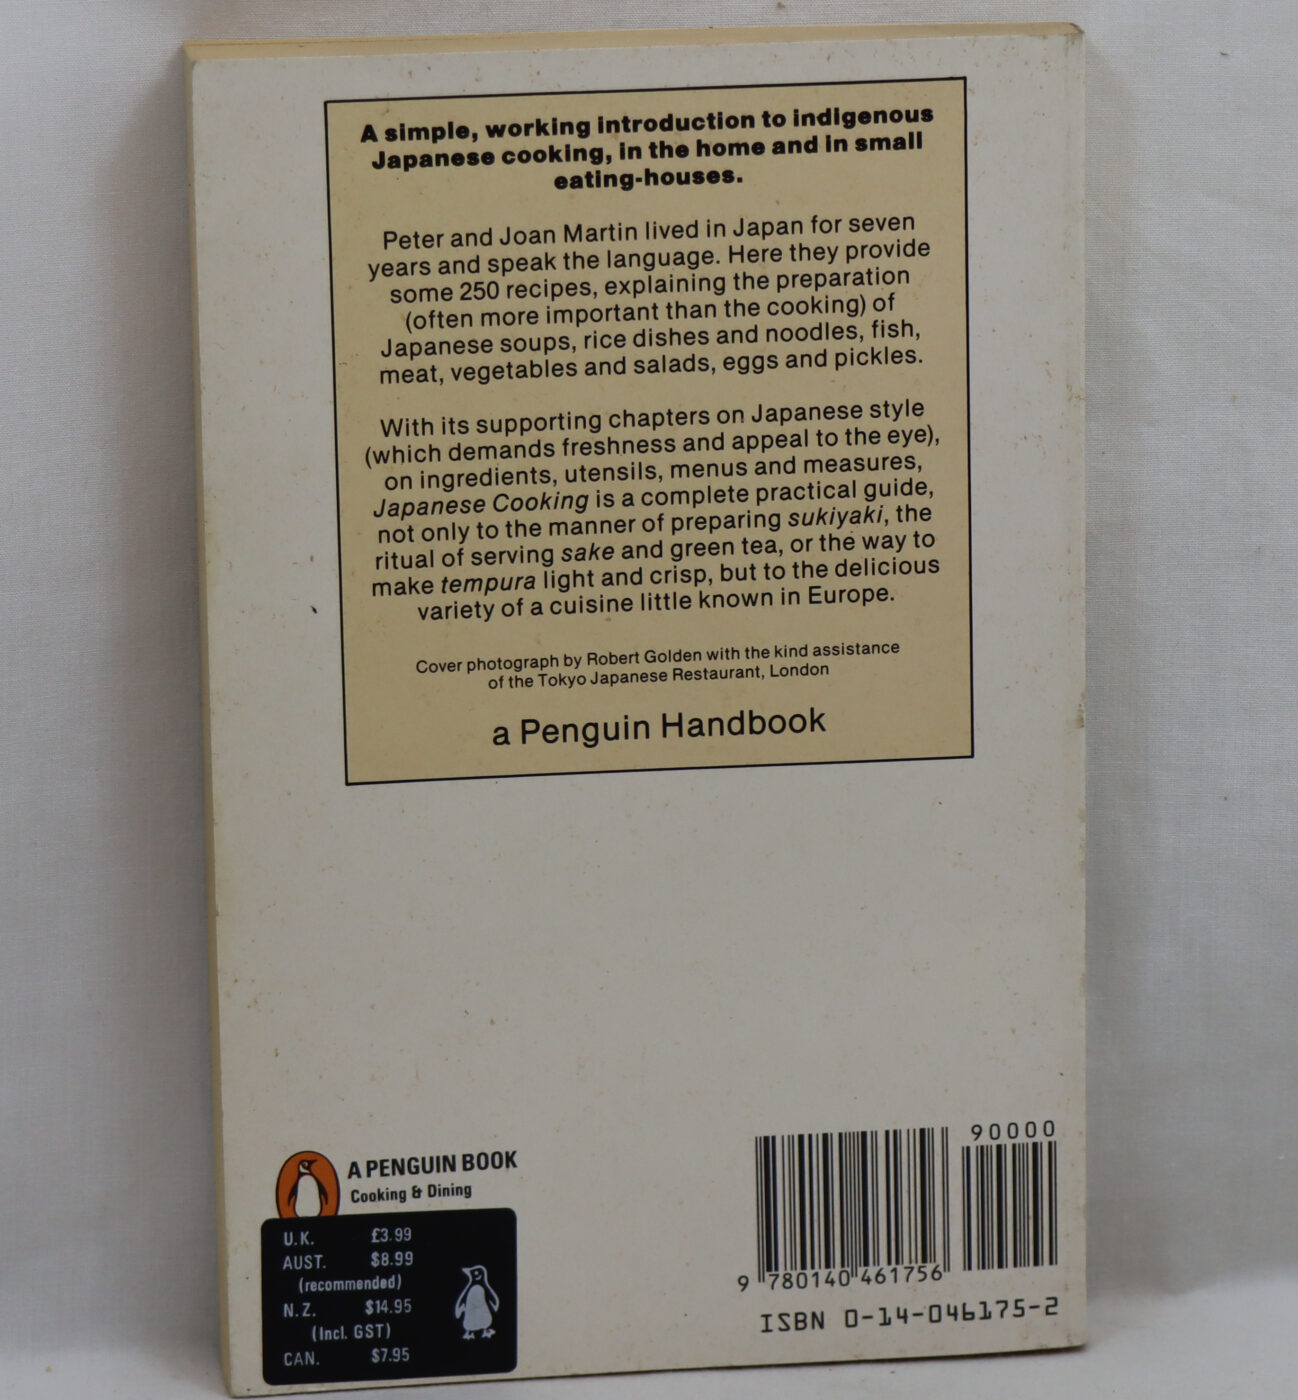 A simple, working introduction to indigenous
Japanese cooking, in the home and in small
eating-houses.
Peter and Joan Martin lived in Japan for seven
years and speak the language. Here they provide
some 250 recipes, explaining the preparation
(often more important than the cooking) of
Japanese soups, rice dishes and noodles, fish,
meat, vegetables and salads, eggs and pickles.
With its supporting chapters on Japanese style
(which demands freshness and appeal to the eye),
on ingredients, utensils, menus and measures,
Japanese Cooking is a complete practical guide,
not only to the manner of preparing sukiyaki, the
ritual of serving sake and green tea, or the way to
make tempura light and crisp, but to the delicious
variety of a cuisine little known in Europe.
Cover photograph by Robert Golden with the kind assistance
of the Tokyo Japanese Restaurant, London
a Penguin Handbook
A PENGUIN BOOK
Cooking & Dining
U.K. £3.99
AUST. $8.99
(recommended)
N.Z. $14.95
(Incl. GST)
CAN. $7.95
90000
9 780140 461756
ISBN 0-14-046175-2